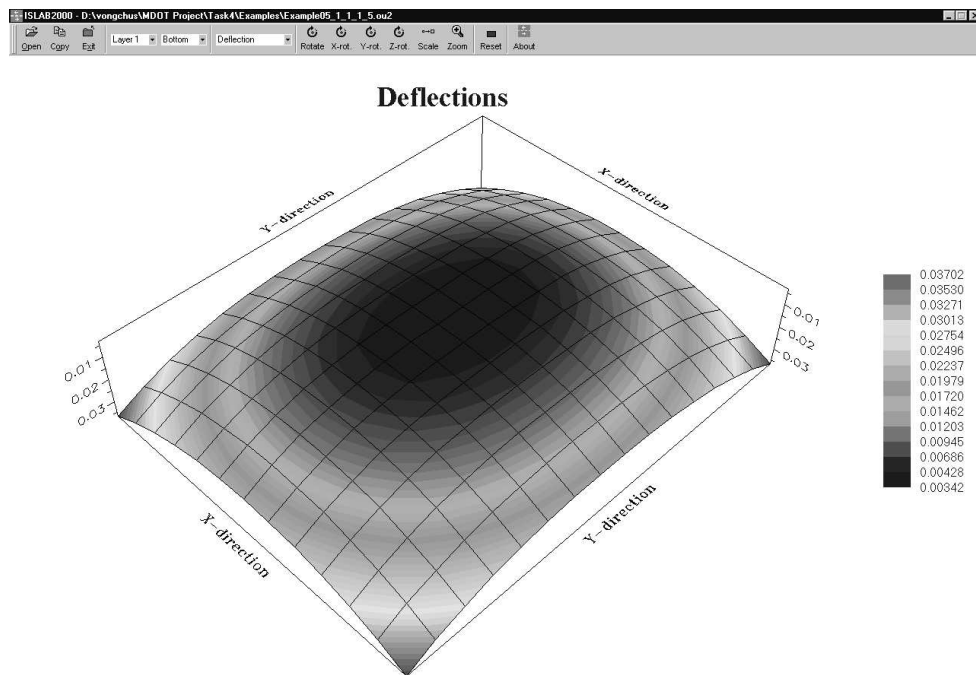 ISLAB2000 - D:\vongchus\MDOT Project\Task4\Examples\Example05_1_1_1_5.ou2
Layer 1 Bottom Deflection
Open Copy Exit Rotate X-rot. Y-rot. Z-rot. Scale Zoom Reset About
Deflections
Y-direction
X-direction
0.01
0.02
0.03
0.01
0.02
0.03
X-direction
Y-direction
0.03702
0.03530
0.03271
0.03013
0.02754
0.02496
0.02237
0.01979
0.01720
0.01462
0.01203
0.00945
0.00686
0.00428
0.00342